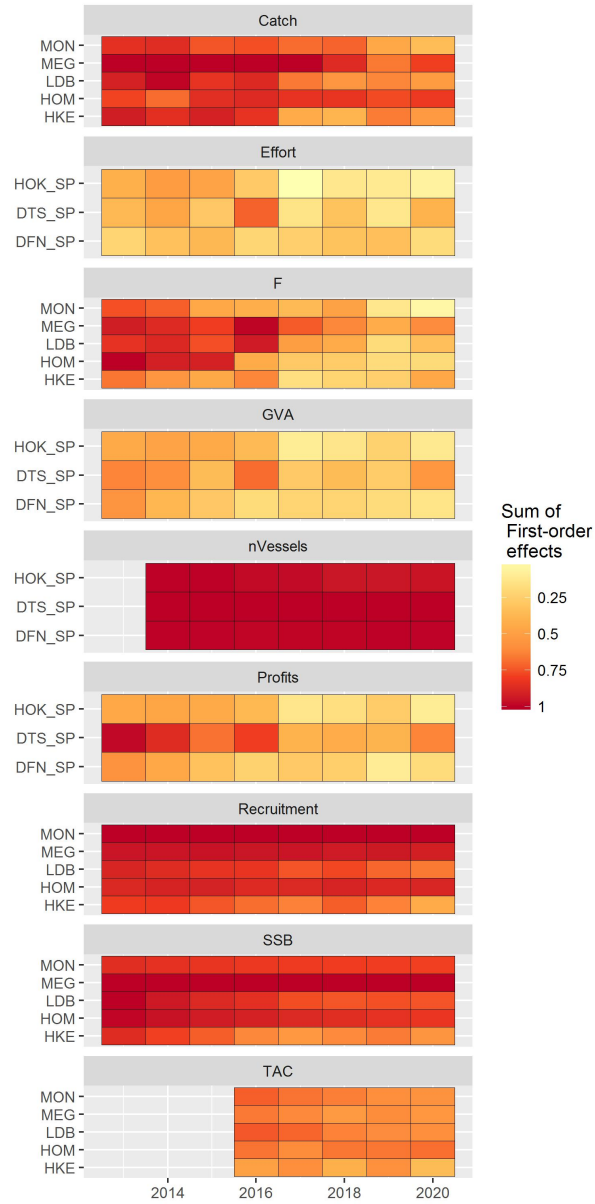 Catch
MON
MEG
LDB
HOM
HKE
Effort
HOK_SP
DTS_SP
DFN_SP
F
MON
MEG
LDB
HOM
HKE
GVA
HOK_SP
DTS_SP
DFN_SP
nVessels
HOK_SP
DTS_SP
DFN_SP
Profits
HOK_SP
DTS_SP
DFN_SP
Recruitment
MON
MEG
LDB
HOM
HKE
SSB
MON
MEG
LDB
HOM
HKE
TAC
MON
MEG
LDB
HOM
HKE
2014 2016 2018 2020
Sum of
First-order
effects
0.25
0.5
0.75
1